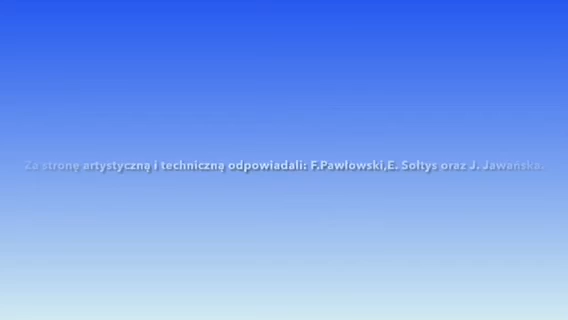 Za stronę artystyczną i techniczną odpowiadali: F.Pawłowski,E. Sołtys oraz J. Jawańska.